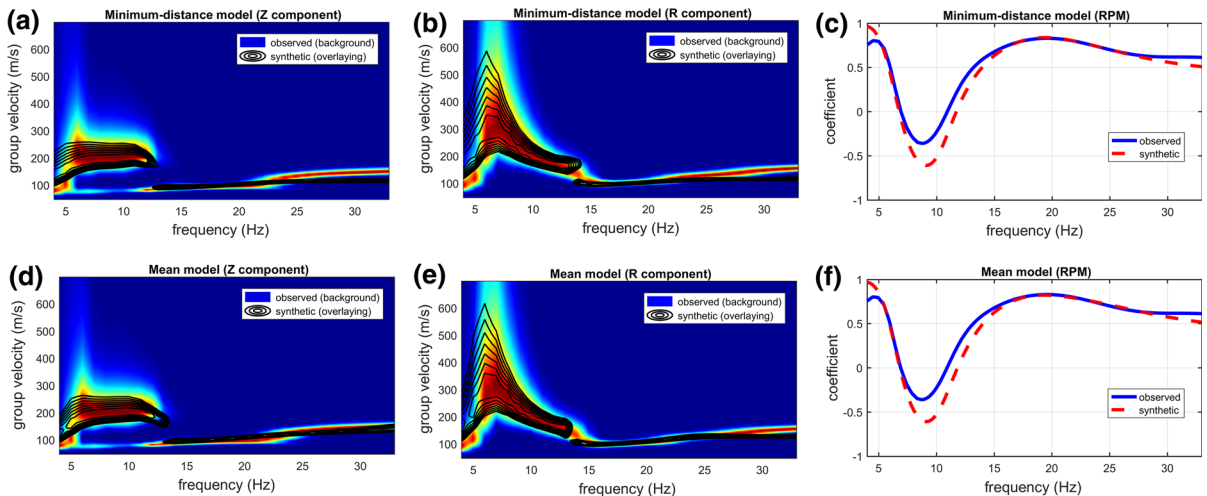 (a)
Minimum-distance model (Z component)
group velocity (m/s)
600
500
400
300
200
100
observed (background)
synthetic (overlaying)
5 10 15 20 25 30
frequency (Hz)
(b)
Minimum-distance model (R component)
group velocity (m/s)
600
500
400
300
200
100
observed (background)
synthetic (overlaying)
5 10 15 20 25 30
frequency (Hz)
(c)
Minimum-distance model (RPM)
coefficient
1
0.5
0
-0.5
-1
observed
synthetic
5 10 15 20 25 30
frequency (Hz)
(d)
Mean model (Z component)
group velocity (m/s)
600
500
400
300
200
100
observed (background)
synthetic (overlaying)
5 10 15 20 25 30
frequency (Hz)
(e)
Mean model (R component)
group velocity (m/s)
600
500
400
300
200
100
observed (background)
synthetic (overlaying)
5 10 15 20 25 30
frequency (Hz)
(f)
Mean model (RPM)
coefficient
1
0.5
0
-0.5
-1
observed
synthetic
5 10 15 20 25 30
frequency (Hz)